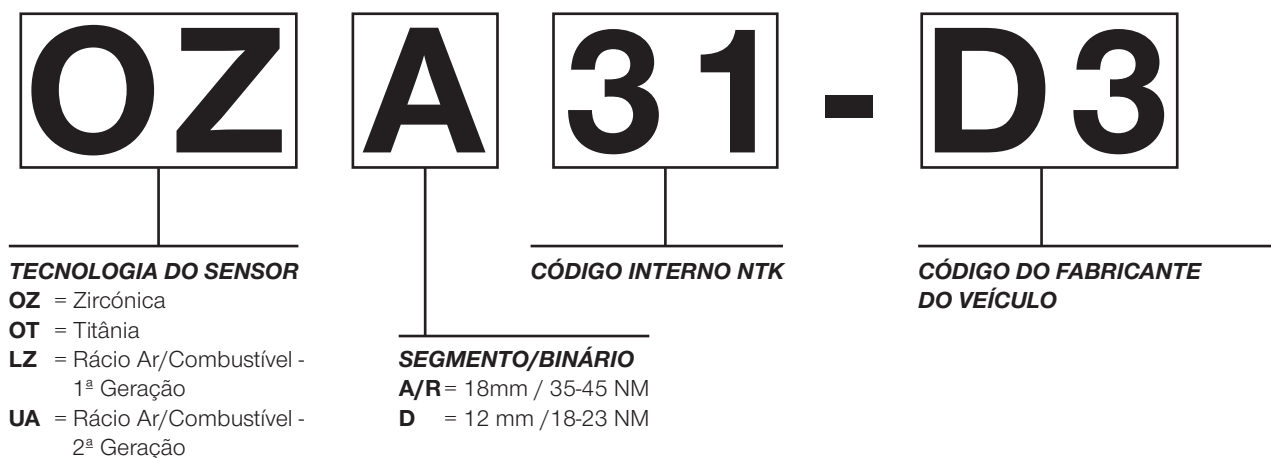 OZ A 31 - D3
TECNOLOGIA DO SENSOR
OZ = Zircónica
OT = Titânia
LZ = Rácio Ar/Combustível -
1ª Geração
UA = Rácio Ar/Combustível -
2ª Geração
SEGMENTO/BINÁRIO
A/R = 18mm / 35-45 NM
D = 12 mm /18-23 NM
CÓDIGO INTERNO NTK
CÓDIGO DO FABRICANTE
DO VEÍCULO